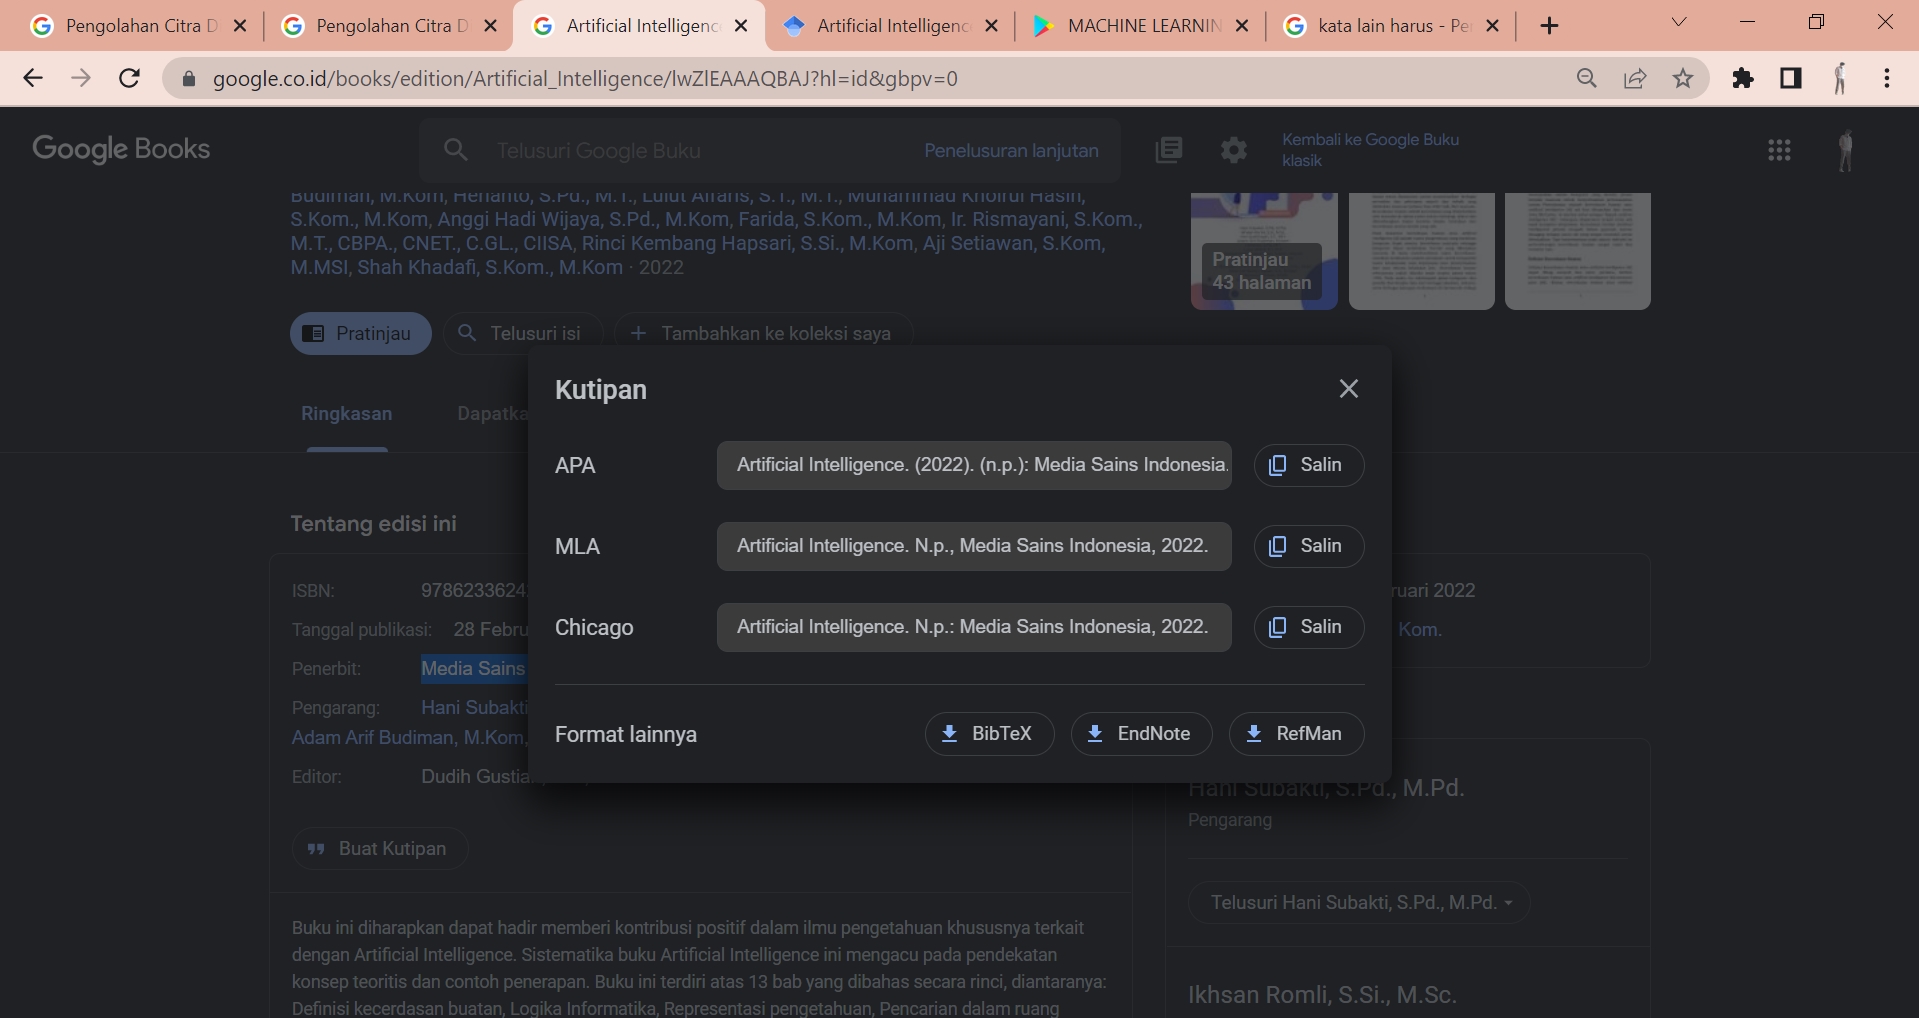 Pengolahan Citra D
Pengolahan Citra D
Artificial Intelligenc
Artificial Intelligenc
MACHINE LEARNIN
kata lain harus - Pe
google.co.id/books/edition/Artificial_Intelligence/lwZlEAAAQBAJ?hl=id&gbpv=0
Google Books
Telusuri Google Buku
Penelusuran lanjutan
Kembali ke Google Buku
klasik
Budiman, M.Kom, Herianto, S.Pd., M.T., Lulut Alfaris, S.T., M.T., Muhammad Khoirul Hasin,
S.Kom., M.Kom, Anggi Hadi Wijaya, S.Pd., M.Kom, Farida, S.Kom., M.Kom, Ir. Rismayani, S.Kom.,
M.T., CBPA., CNET., C.GL., CIISA, Rinci Kembang Hapsari, S.Si., M.Kom, Aji Setiawan, S.Kom,
M.MSI, Shah Khadafi, S.Kom., M.Kom · 2022
Pratinjau
43 halaman
Pratinjau
Telusuri isi
Tambahkan ke koleksi saya
Ringkasan
Dapatka
Kutipan
APA
Artificial Intelligence. (2022). (n.p.): Media Sains Indonesia.
Salin
MLA
Artificial Intelligence. N.p., Media Sains Indonesia, 2022.
Salin
Chicago
Artificial Intelligence. N.p.: Media Sains Indonesia, 2022.
Salin
Format lainnya
BibTeX
EndNote
RefMan
Tentang edisi ini
ISBN: 9786233624
Tanggal publikasi: 28 Febru
Penerbit: Media Sains
Pengarang: Hani Subakti
Adam Arif Budiman, M.Kom,
Editor: Dudih Gustia
ruari 2022
Kom.
Buat Kutipan
Buku ini diharapkan dapat hadir memberi kontribusi positif dalam ilmu pengetahuan khususnya terkait
dengan Artificial Intelligence. Sistematika buku Artificial Intelligence ini mengacu pada pendekatan
konsep teoritis dan contoh penerapan. Buku ini terdiri atas 13 bab yang dibahas secara rinci, diantaranya:
Definisi kecerdasan buatan, Logika Informatika, Representasi pengetahuan, Pencarian dalam ruang
Hani Subakti, S.Pd., M.Pd.
Pengarang
Telusuri Hani Subakti, S.Pd., M.Pd.
Ikhsan Romli, S.Si., M.Sc.